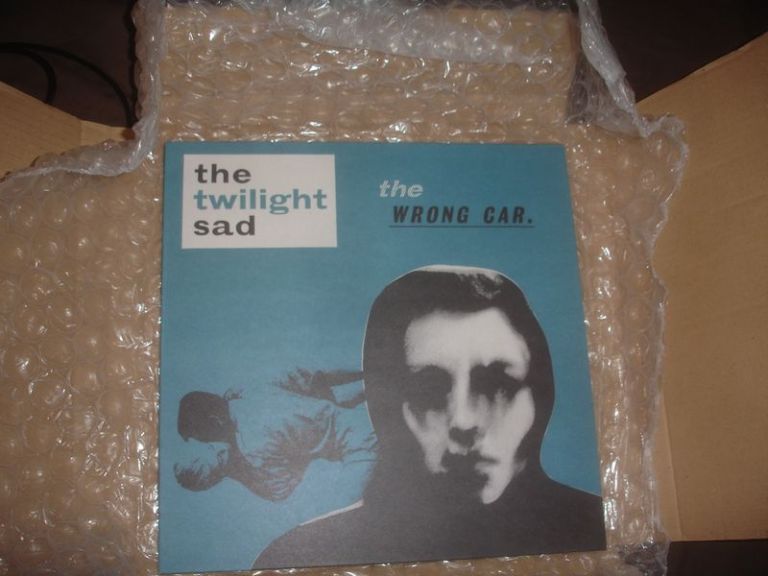 the
twilight
sad
the
WRONG CAR.